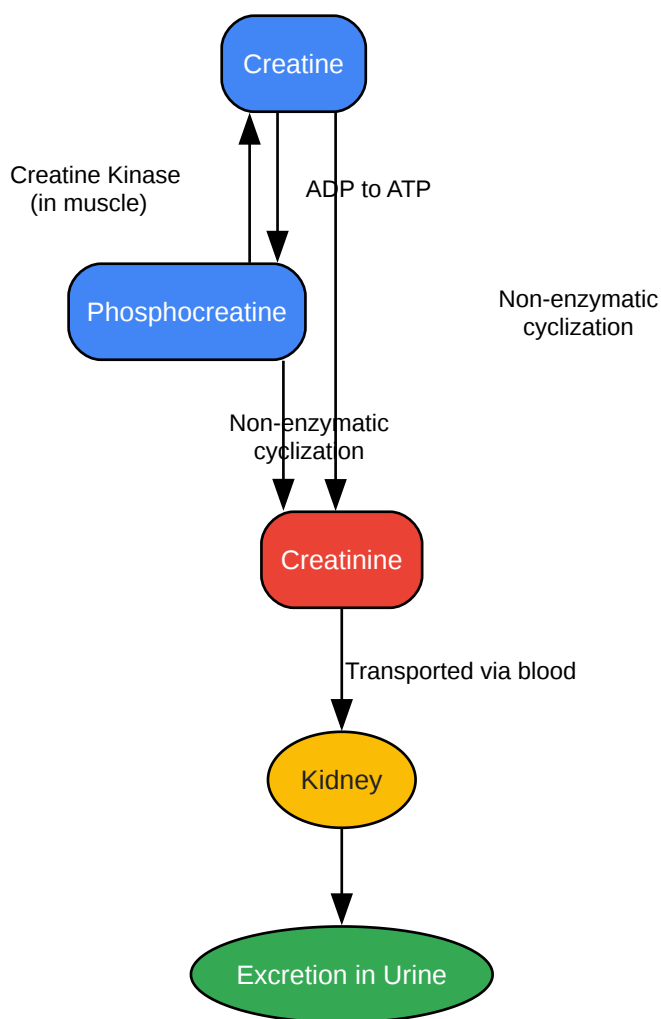 Creatine
Creatine Kinase
(in muscle)
ADP to ATP
Phosphocreatine
Non-enzymatic
cyclization
Non-enzymatic
cyclization
Creatinine
Transported via blood
Kidney
Excretion in Urine